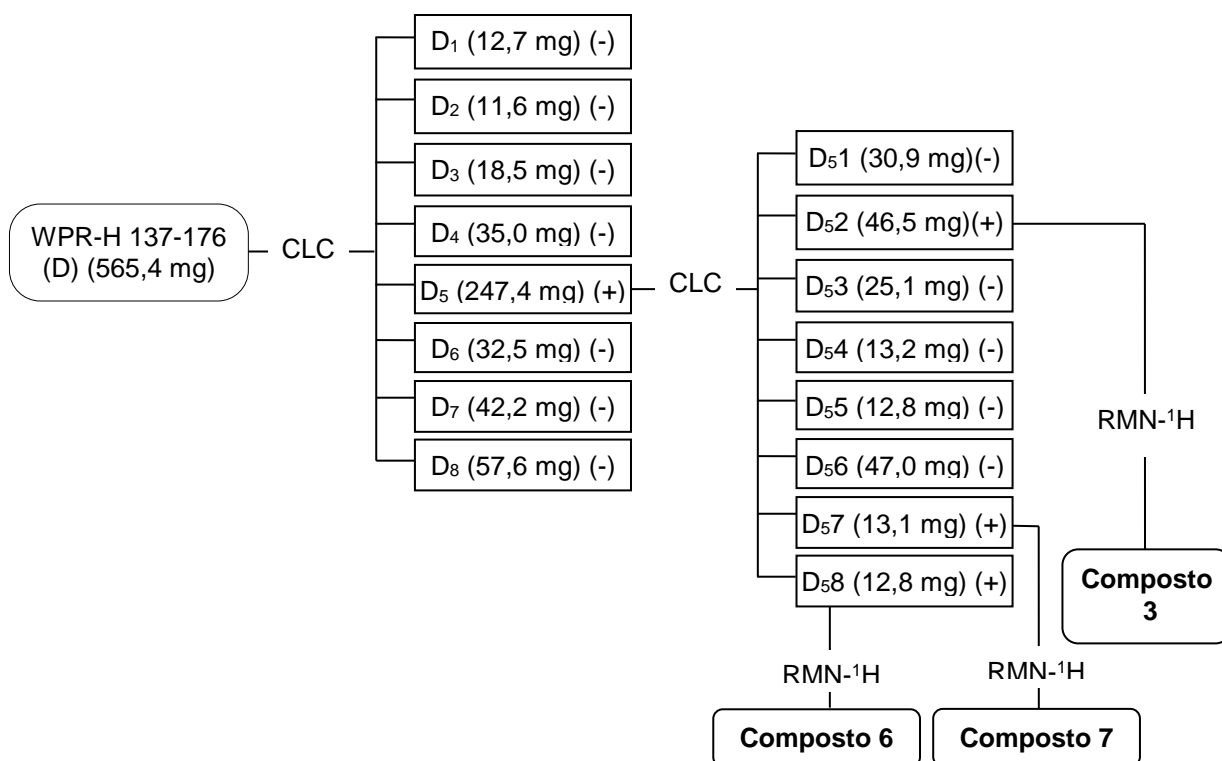 WPR-H 137-176
(D) (565,4 mg)
CLC
D₁ (12,7 mg) (-)
D₂ (11,6 mg) (-)
D₃ (18,5 mg) (-)
D₄ (35,0 mg) (-)
D₅ (247,4 mg) (+)
D₆ (32,5 mg) (-)
D₇ (42,2 mg) (-)
D₈ (57,6 mg) (-)
CLC
D₅1 (30,9 mg)(-)
D₅2 (46,5 mg)(+)
D₅3 (25,1 mg) (-)
D₅4 (13,2 mg) (-)
D₅5 (12,8 mg) (-)
D₅6 (47,0 mg) (-)
D₅7 (13,1 mg) (+)
D₅8 (12,8 mg) (+)
RMN-¹H
Composto
3
RMN-¹H
Composto 6
RMN-¹H
Composto 7